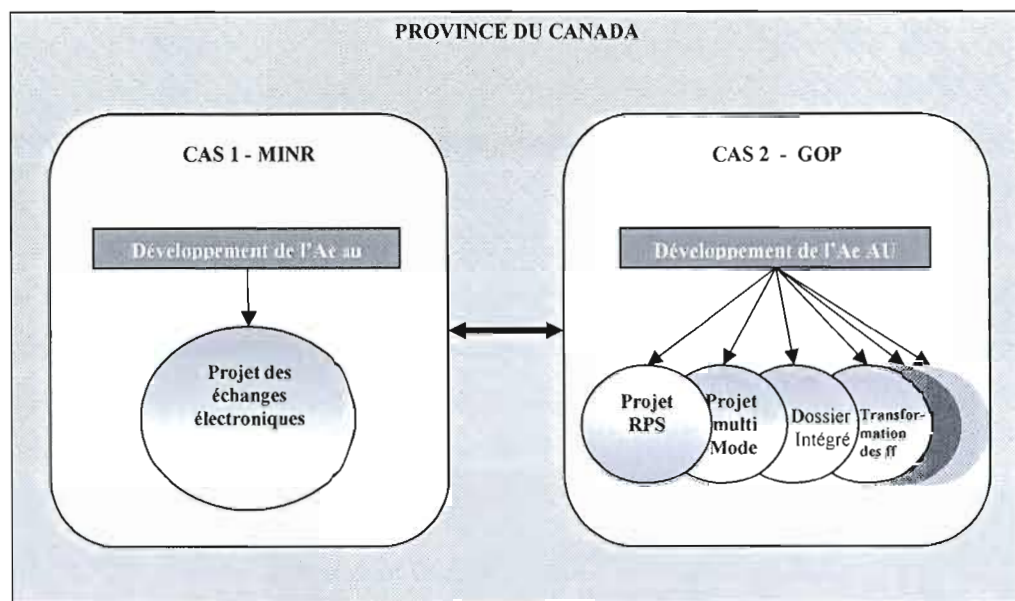 PROVINCE DU CANADA
CAS 1 - MINR
Développement de l'Ae au
Projet des
échanges
électroniques
CAS 2 - GOP
Développement de l'Ae AU
Projet
RPS
Projet
multi
Mode
Dossier
Intégré
Transfor-
mation
des ff